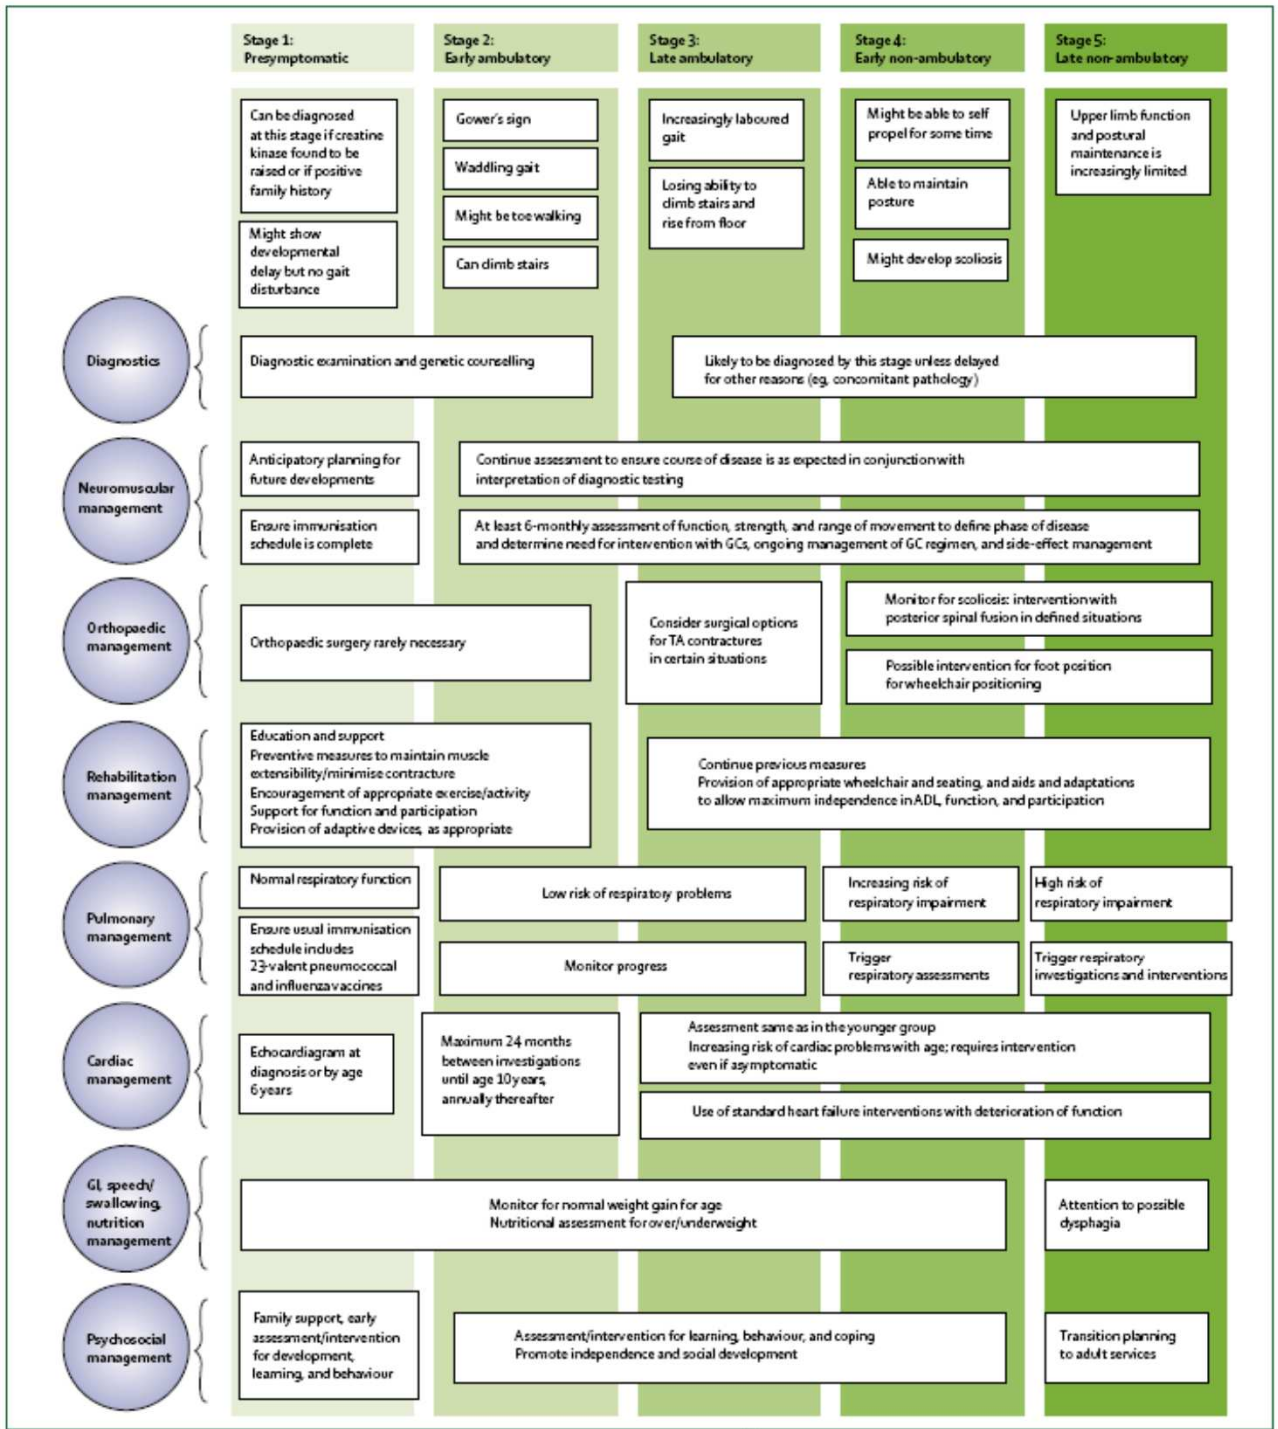 Stage 1:
Presymptomatic
Stage 2:
Early ambulatory
Stage 3:
Late ambulatory
Stage 4:
Early non-ambulatory
Stage 5:
Late non-ambulatory
Can be diagnosed
at this stage if creatine
kinase found to be
raised or if positive
family history
Might show
developmental
delay but no gait
disturbance
Gower's sign
Waddling gait
Might be toe walking
Can climb stairs
Increasingly laboured
gait
Losing ability to
climb stairs and
rise from floor
Might be able to self
propel for some time
Able to maintain
posture
Might develop scoliosis
Upper limb function
and postural
maintenance is
increasingly limited
Diagnostics
Diagnostic examination and genetic counselling
Likely to be diagnosed by this stage unless delayed
for other reasons (eg, concomitant pathology)
Neuromuscular
management
Anticipatory planning for
future developments
Ensure immunisation
schedule is complete
Continue assessment to ensure course of disease is as expected in conjunction with
interpretation of diagnostic testing
At least 6-monthly assessment of function, strength, and range of movement to define phase of disease
and determine need for intervention with GCs, ongoing management of GC regimen, and side-effect management
Orthopaedic
management
Orthopaedic surgery rarely necessary
Consider surgical options
for TA contractures
in certain situations
Monitor for scoliosis: intervention with
posterior spinal fusion in defined situations
Possible intervention for foot position
for wheelchair positioning
Rehabilitation
management
Education and support
Preventive measures to maintain muscle
extensibility/minimise contracture
Encouragement of appropriate exercise/activity
Support for function and participation
Provision of adaptive devices, as appropriate
Continue previous measures
Provision of appropriate wheelchair and seating, and aids and adaptations
to allow maximum independence in ADL, function, and participation
Pulmonary
management
Normal respiratory function
Ensure usual immunisation
schedule includes
23-valent pneumococcal
and influenza vaccines
Low risk of respiratory problems
Monitor progress
Increasing risk of
respiratory impairment
Trigger
respiratory assessments
High risk of
respiratory impairment
Trigger respiratory
investigations and interventions
Cardiac
management
Echocardiagram at
diagnosis or by age
6 years
Maximum 24 months
between investigations
until age 10 years,
annually thereafter
Assessment same as in the younger group
Increasing risk of cardiac problems with age; requires intervention
even if asymptomatic
Use of standard heart failure interventions with deterioration of function
GI, speech/
swallowing,
nutrition
management
Monitor for normal weight gain for age
Nutritional assessment for over/underweight
Attention to possible
dysphagia
Psychosocial
management
Family support, early
assessment/intervention
for development,
learning, and behaviour
Assessment/intervention for learning, behaviour, and coping
Promote independence and social development
Transition planning
to adult services